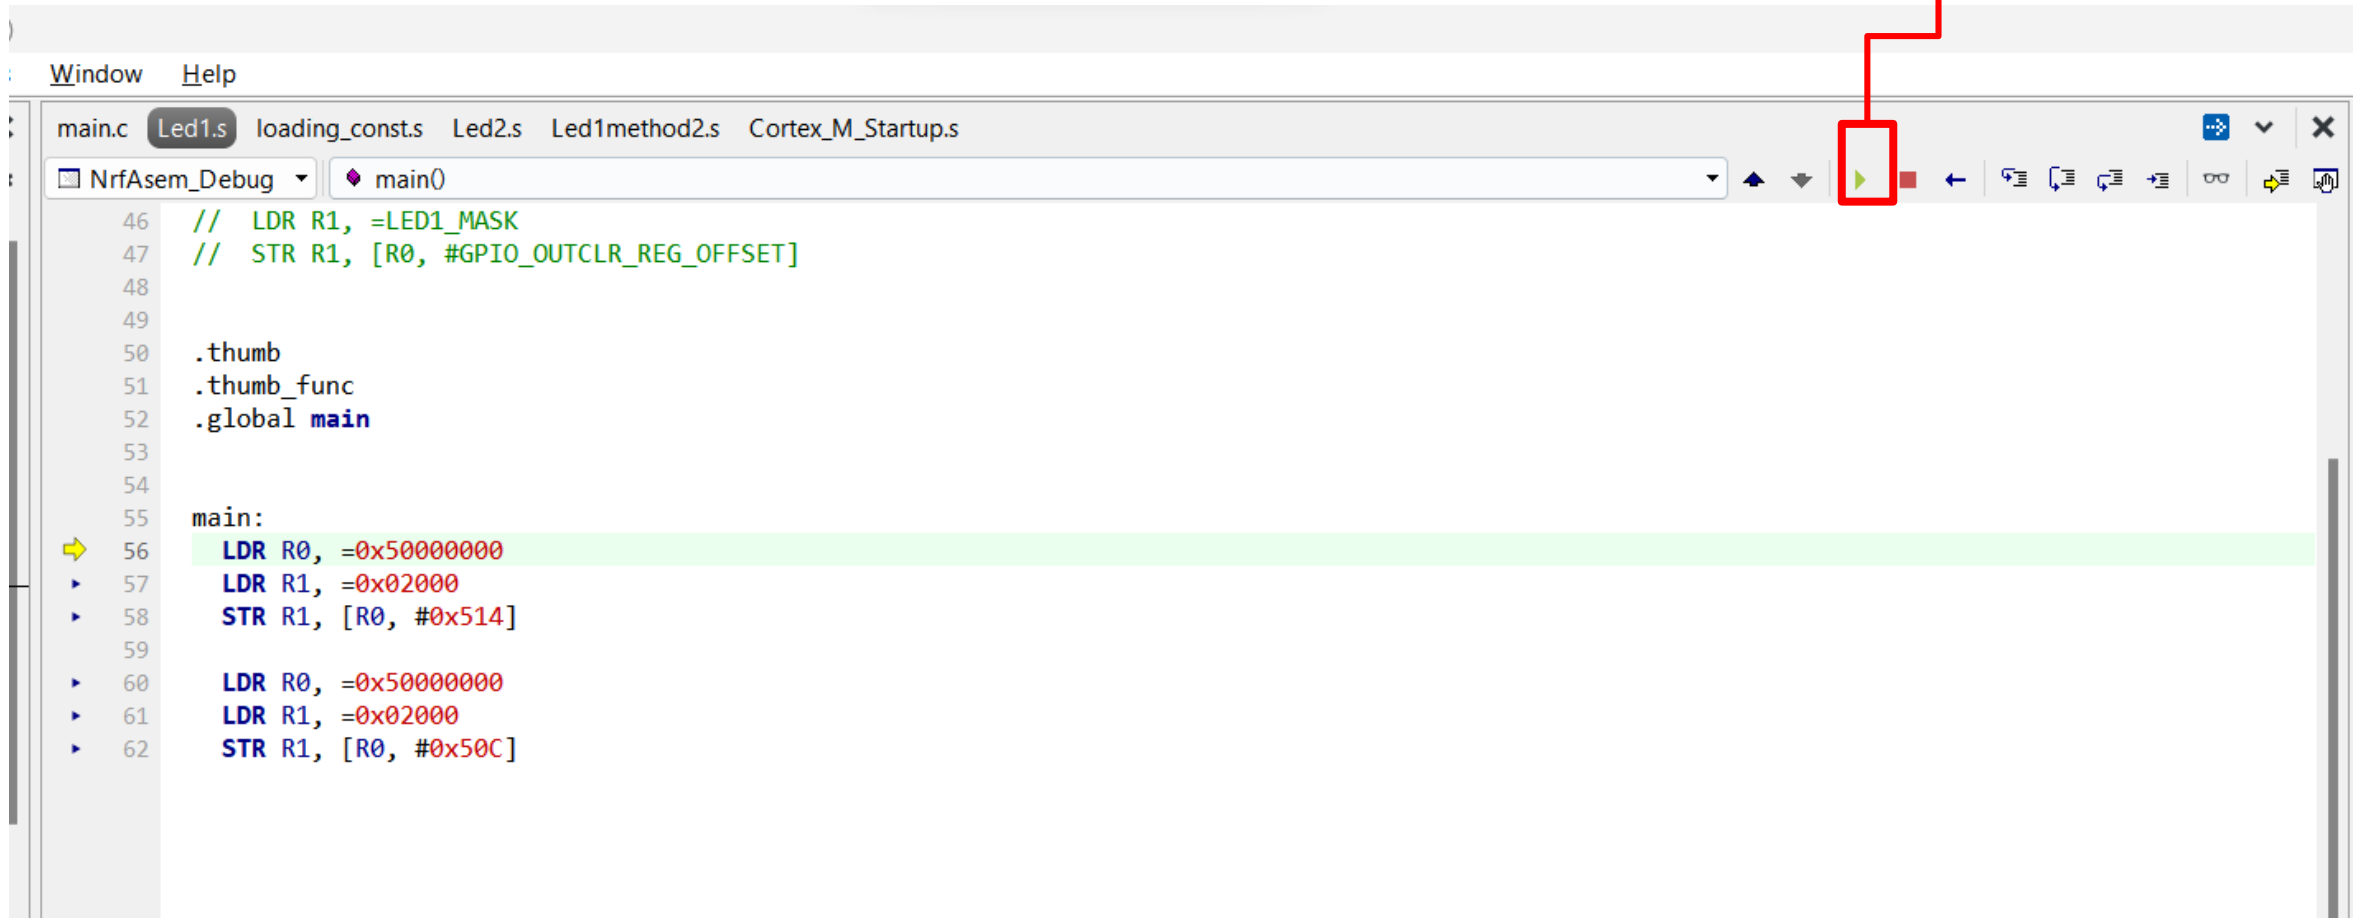 Window Help
main.c Led1.s loading_const.s Led2.s Led1method2.s Cortex_M_Startup.s
NrfAsem_Debug main()
46 // LDR R1, =LED1_MASK
47 // STR R1, [R0, #GPIO_OUTCLR_REG_OFFSET]
48
49
50 .thumb
51 .thumb_func
52 .global main
53
54
55 main:
56 LDR R0, =0x50000000
57 LDR R1, =0x02000
58 STR R1, [R0, #0x514]
59
60 LDR R0, =0x50000000
61 LDR R1, =0x02000
62 STR R1, [R0, #0x50C]